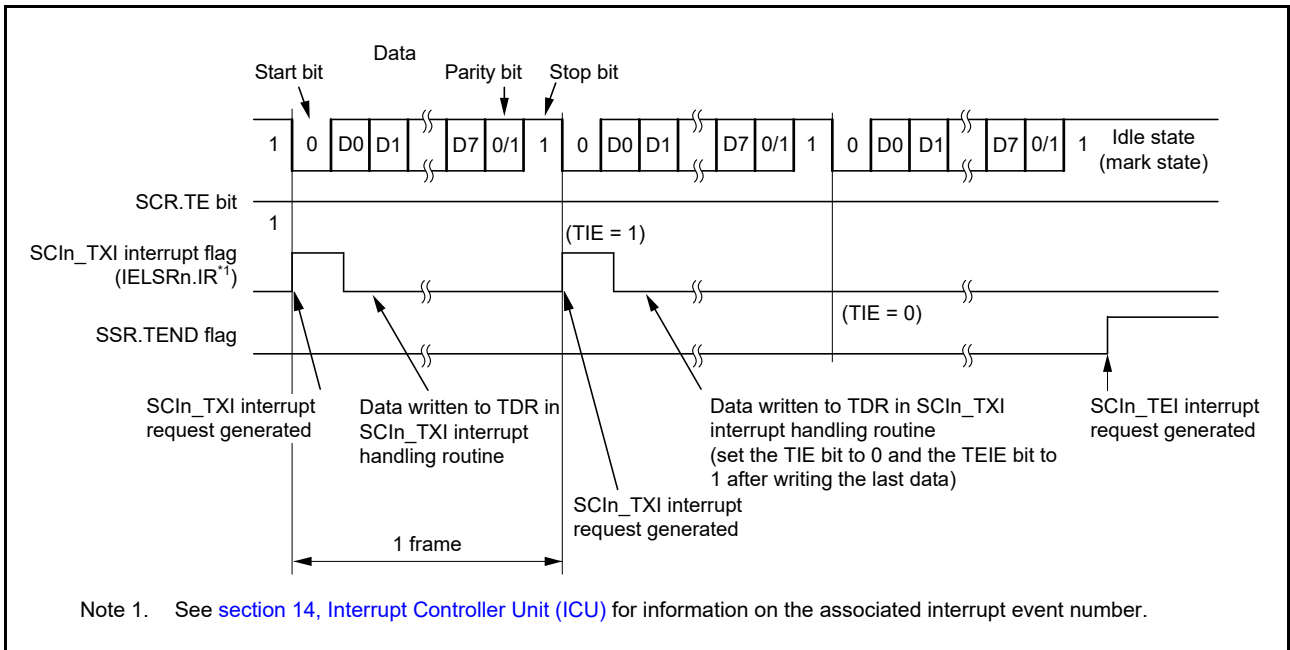 Data
Start bit
Parity bit
Stop bit
1 0 D0 D1 D7 0/1 1 0 D0 D1 D7 0/1 1 0 D0 D1 D7 0/1 1
Idle state
(mark state)
SCR.TE bit
1
SCIn_TXI interrupt flag
(IELSRn.IR*1)
(TIE = 1)
(TIE = 0)
SSR.TEND flag
SCIn_TXI interrupt
request generated
Data written to TDR in
SCIn_TXI interrupt
handling routine
SCIn_TXI interrupt
request generated
Data written to TDR in SCIn_TXI
interrupt handling routine
(set the TIE bit to 0 and the TEIE bit to
1 after writing the last data)
SCIn_TEI interrupt
request generated
1 frame
Note 1. See section 14, Interrupt Controller Unit (ICU) for information on the associated interrupt event number.